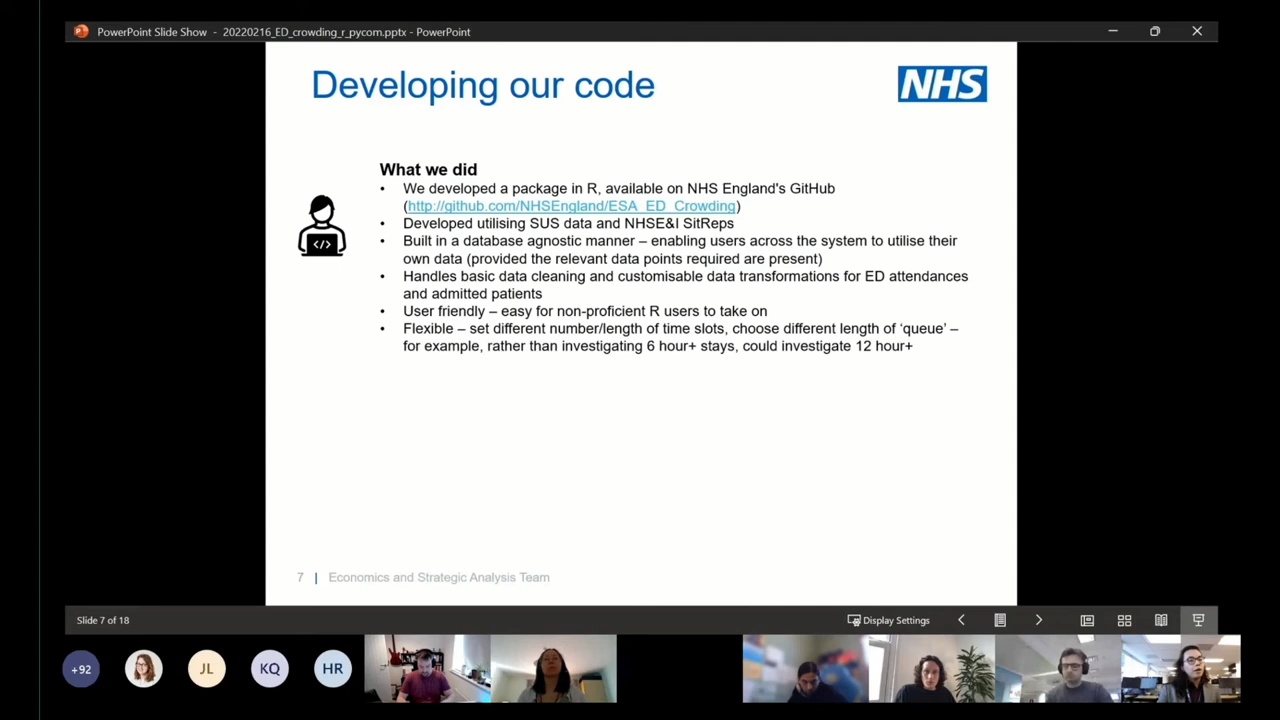 PowerPoint Slide Show - 20220216_ED_crowding_r_pycom.pptx - PowerPoint
Developing our code
NHS
What we did
• We developed a package in R, available on NHS England's GitHub
(http://github.com/NHSEngland/ESA_ED_Crowding)
• Developed utilising SUS data and NHSE&I SitReps
• Built in a database agnostic manner – enabling users across the system to utilise their
own data (provided the relevant data points required are present)
• Handles basic data cleaning and customisable data transformations for ED attendances
and admitted patients
• User friendly – easy for non-proficient R users to take on
• Flexible – set different number/length of time slots, choose different length of ‘queue’ –
for example, rather than investigating 6 hour+ stays, could investigate 12 hour+
</>
7 | Economics and Strategic Analysis Team
Slide 7 of 18
Display Settings
+92
JL
KQ
HR